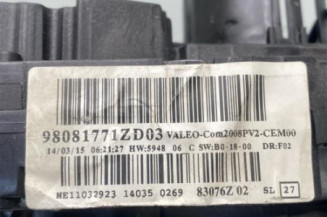 98081771ZD03 VALEO-Com2008PV2-CEM00
14/03/15 06:21:27 HW:5948 06 C SW:B0-18-00 DR:F02
HE11032923 14035 0269 83076Z 02 SL 27